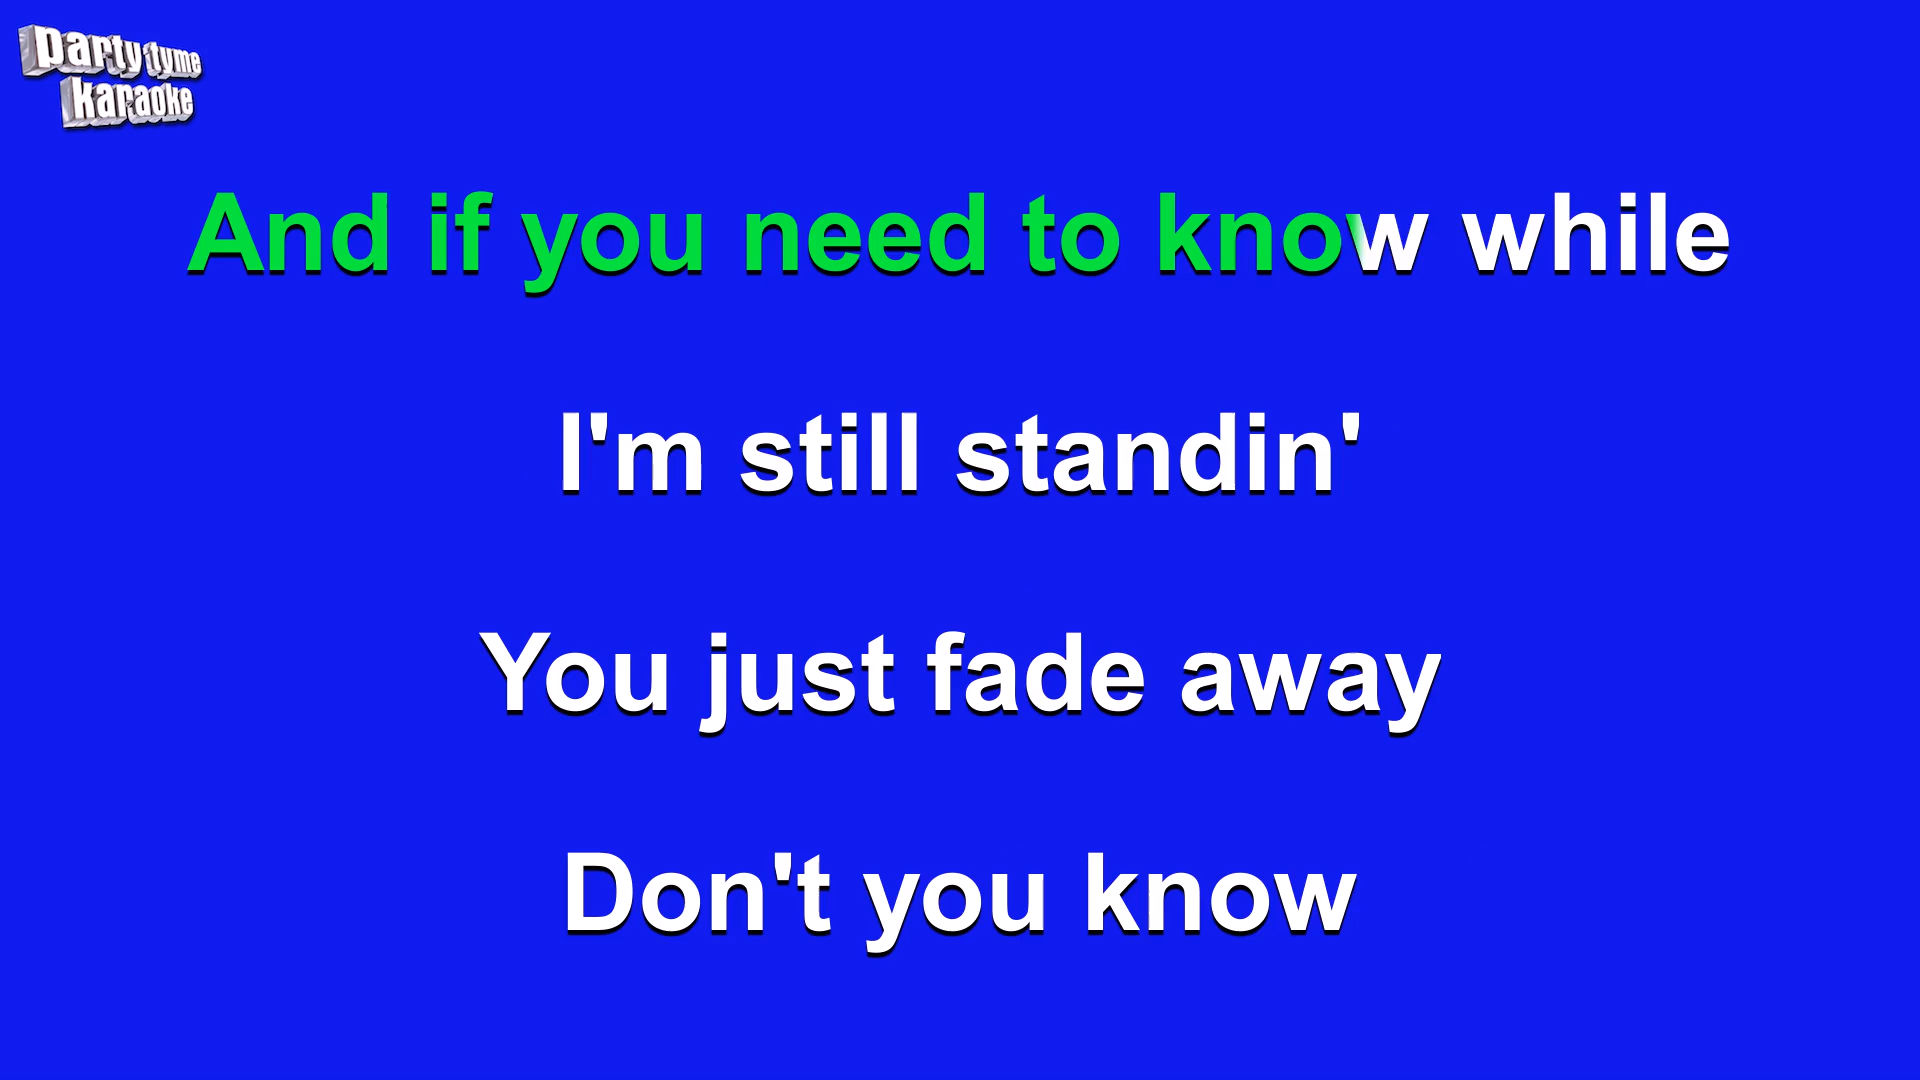 party tyme
karaoke
And if you need to know while
I'm still standin'
You just fade away
Don't you know